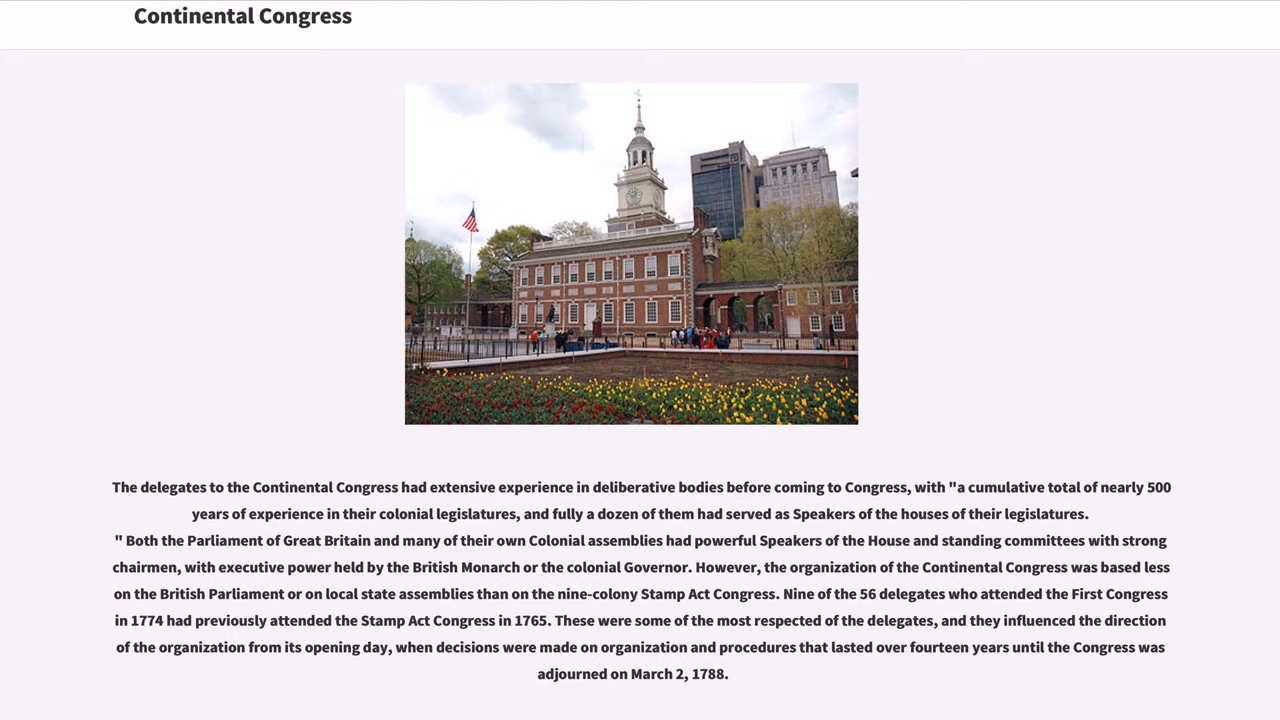 Continental Congress
The delegates to the Continental Congress had extensive experience in deliberative bodies before coming to Congress, with "a cumulative total of nearly 500
years of experience in their colonial legislatures, and fully a dozen of them had served as Speakers of the houses of their legislatures.
" Both the Parliament of Great Britain and many of their own Colonial assemblies had powerful Speakers of the House and standing committees with strong
chairmen, with executive power held by the British Monarch or the colonial Governor. However, the organization of the Continental Congress was based less
on the British Parliament or on local state assemblies than on the nine-colony Stamp Act Congress. Nine of the 56 delegates who attended the First Congress
in 1774 had previously attended the Stamp Act Congress in 1765. These were some of the most respected of the delegates, and they influenced the direction
of the organization from its opening day, when decisions were made on organization and procedures that lasted over fourteen years until the Congress was
adjourned on March 2, 1788.